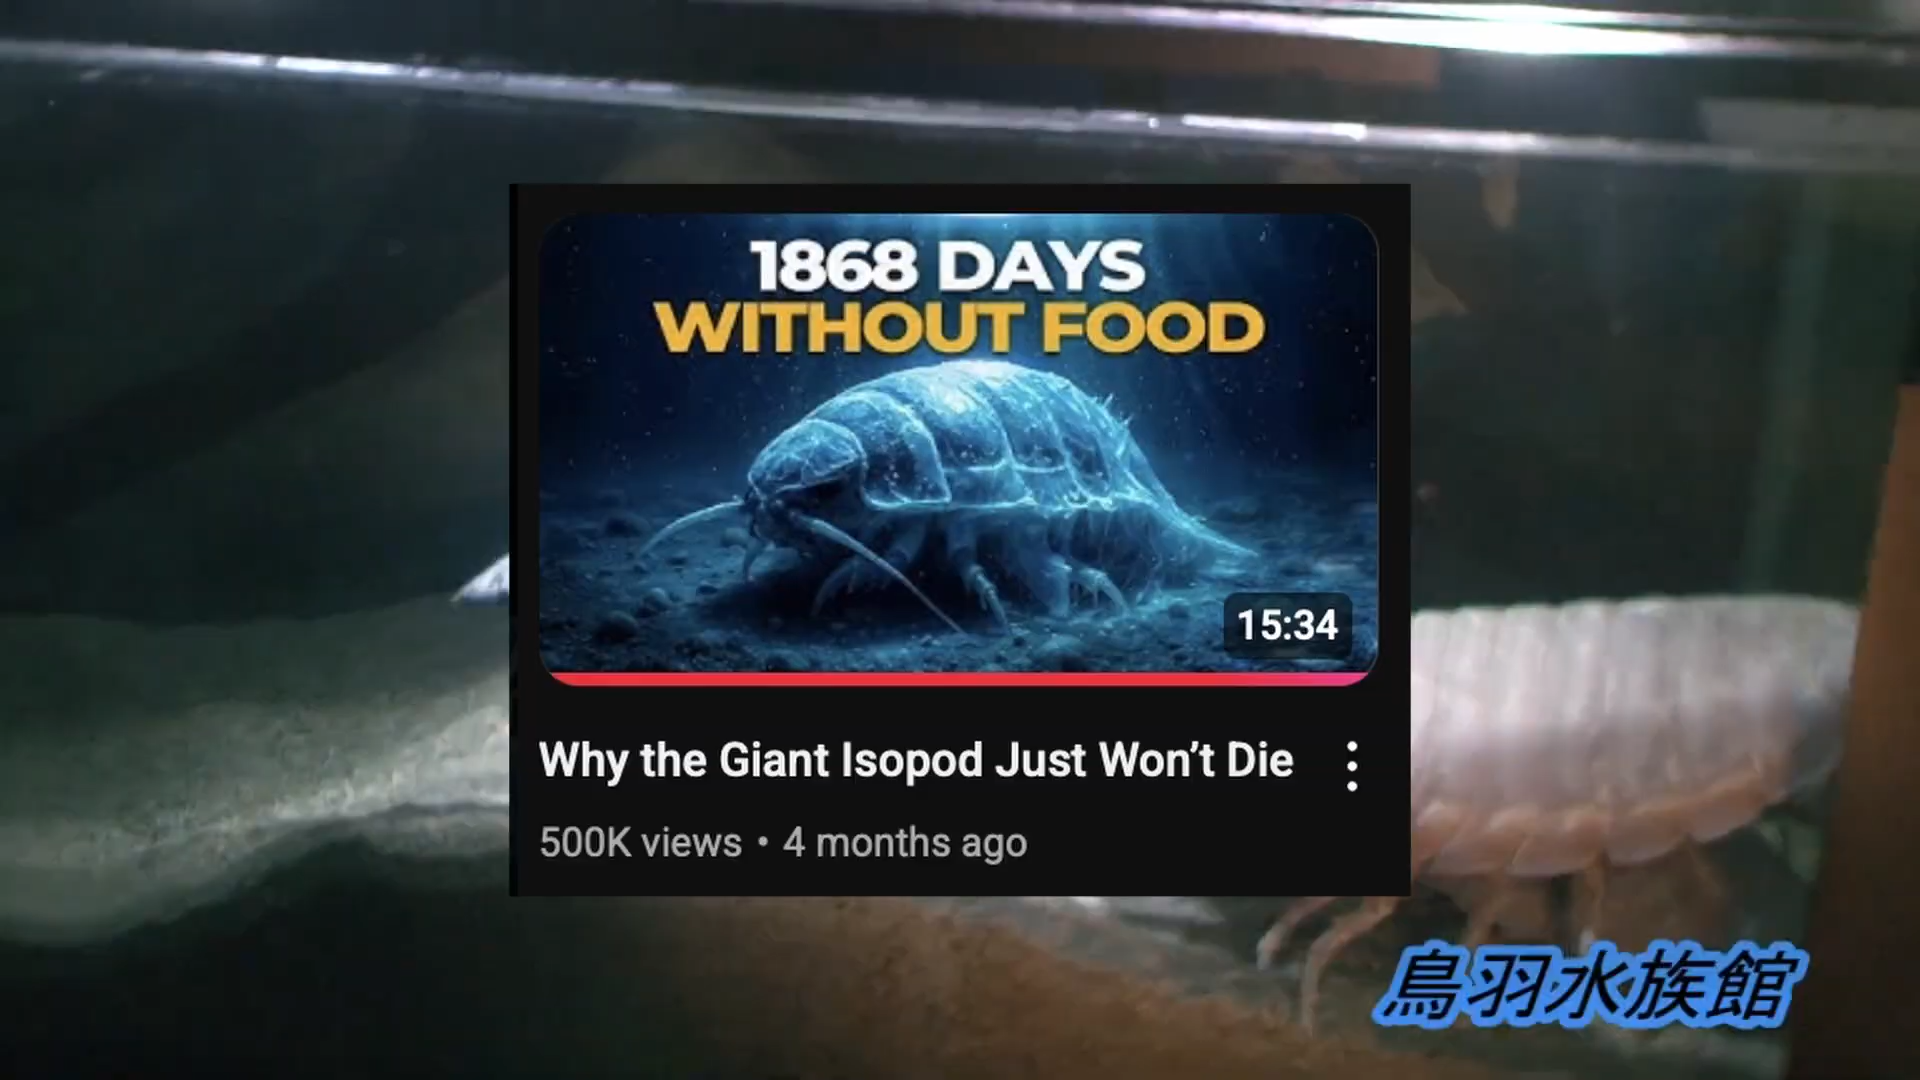 1868 DAYS
WITHOUT FOOD
15:34
Why the Giant Isopod Just Won’t Die
500K views • 4 months ago
鳥羽水族館